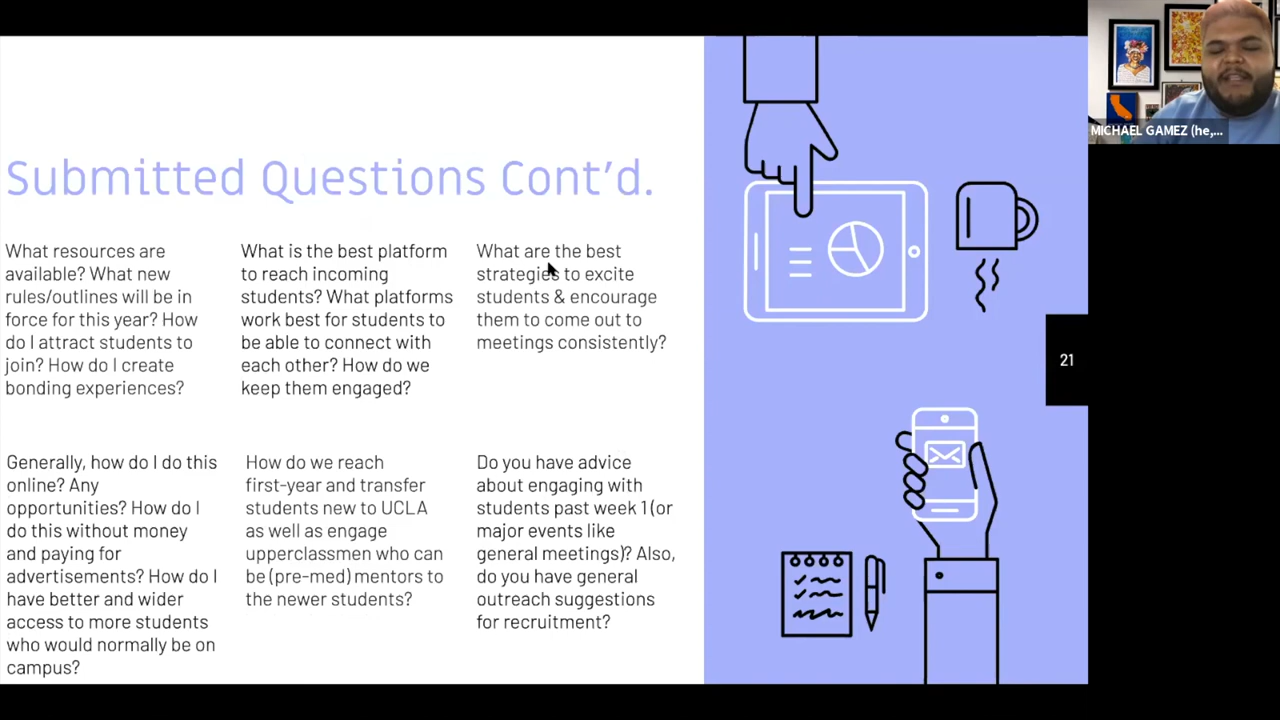 Submitted Questions Cont'd.
What resources are
available? What new
rules/outlines will be in
force for this year? How
do I attract students to
join? How do I create
bonding experiences?
What is the best platform
to reach incoming
students? What platforms
work best for students to
be able to connect with
each other? How do we
keep them engaged?
What are the best
strategies to excite
students & encourage
them to come out to
meetings consistently?
Generally, how do I do this
online? Any
opportunities? How do I
do this without money
and paying for
advertisements? How do I
have better and wider
access to more students
who would normally be on
campus?
How do we reach
first-year and transfer
students new to UCLA
as well as engage
upperclassmen who can
be (pre-med) mentors to
the newer students?
Do you have advice
about engaging with
students past week 1 (or
major events like
general meetings)? Also,
do you have general
outreach suggestions
for recruitment?
21
MICHAEL GAMEZ (he,...